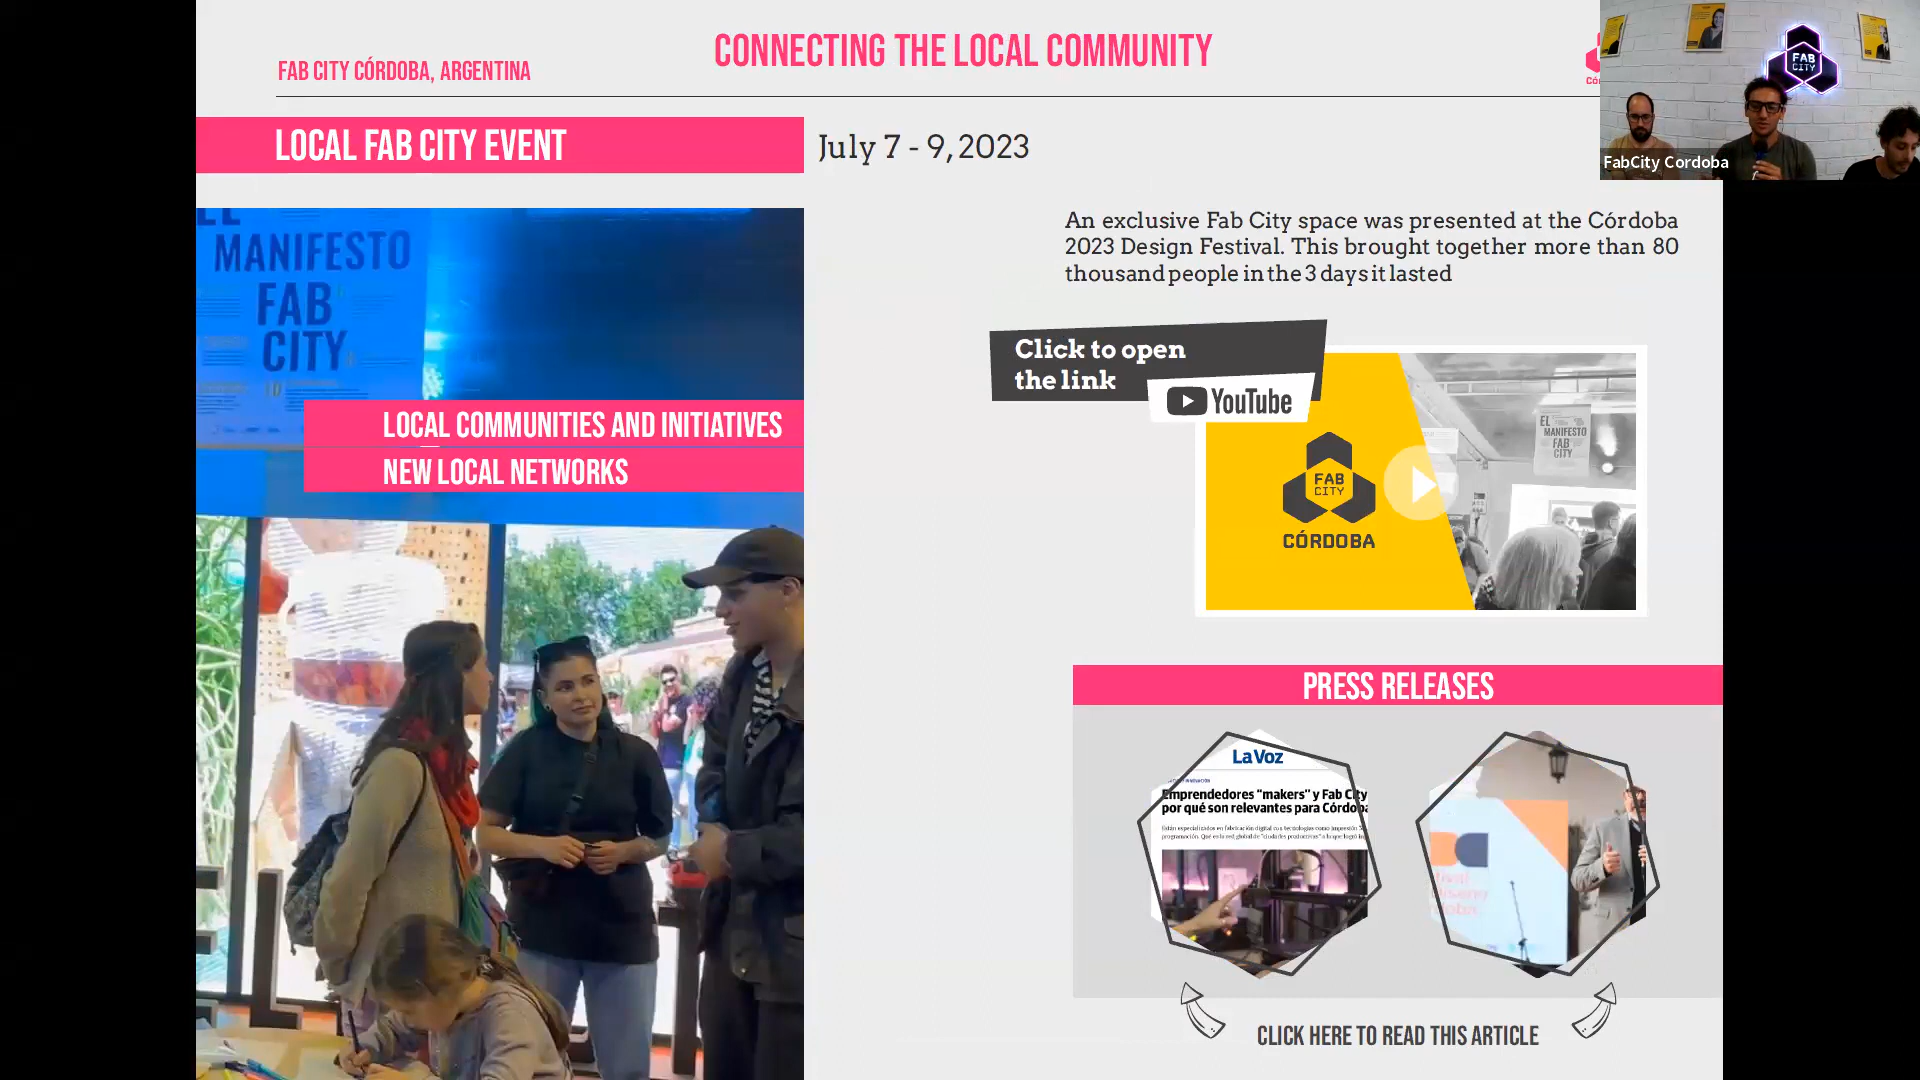 CONNECTING THE LOCAL COMMUNITY
FAB CITY CÓRDOBA, ARGENTINA
FAB
CITY
FabCity Cordoba
LOCAL FAB CITY EVENT
July 7 - 9, 2023
An exclusive Fab City space was presented at the Córdoba
2023 Design Festival. This brought together more than 80
thousand people in the 3 days it lasted
EL
MANIFESTO
FAB
CITY
LOCAL COMMUNITIES AND INITIATIVES
NEW LOCAL NETWORKS
Click to open
the link
YouTube
FAB
CITY
CÓRDOBA
EL
MANIFESTO
FAB
CITY
PRESS RELEASES
La Voz
Emprendedores "makers" y Fab City
por qué son relevantes para Córdoba
CLICK HERE TO READ THIS ARTICLE